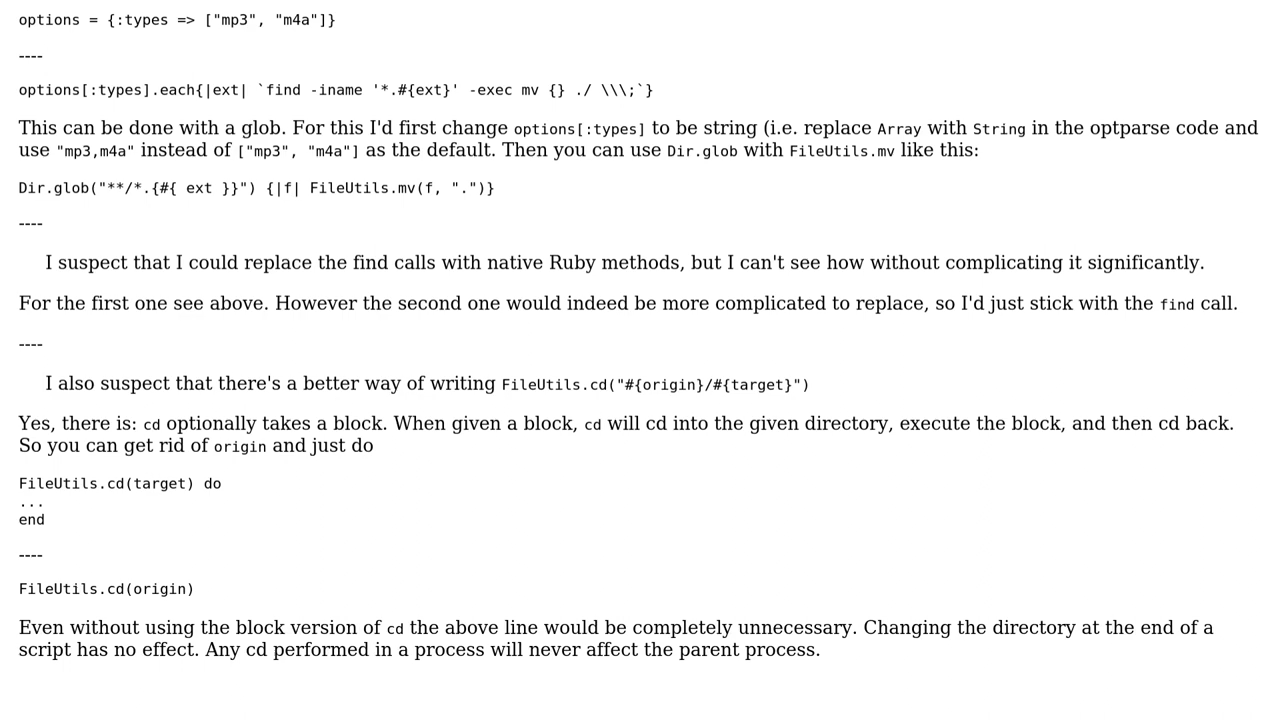 options = {:types => ["mp3", "m4a"]}
----
options[:types].each{|ext| `find -iname '*.#{ext}' -exec mv {} ./ \\\;`}
This can be done with a glob. For this I'd first change options[:types] to be string (i.e. replace Array with String in the optparse code and
use "mp3,m4a" instead of ["mp3", "m4a"] as the default. Then you can use Dir.glob with FileUtils.mv like this:
Dir.glob("**/*.{#{ ext }}") {|f| FileUtils.mv(f, ".")}
----
I suspect that I could replace the find calls with native Ruby methods, but I can't see how without complicating it significantly.
For the first one see above. However the second one would indeed be more complicated to replace, so I'd just stick with the find call.
----
I also suspect that there's a better way of writing FileUtils.cd("#{origin}/#{target}")
Yes, there is: cd optionally takes a block. When given a block, cd will cd into the given directory, execute the block, and then cd back.
So you can get rid of origin and just do
FileUtils.cd(target) do
...
end
----
FileUtils.cd(origin)
Even without using the block version of cd the above line would be completely unnecessary. Changing the directory at the end of a
script has no effect. Any cd performed in a process will never affect the parent process.